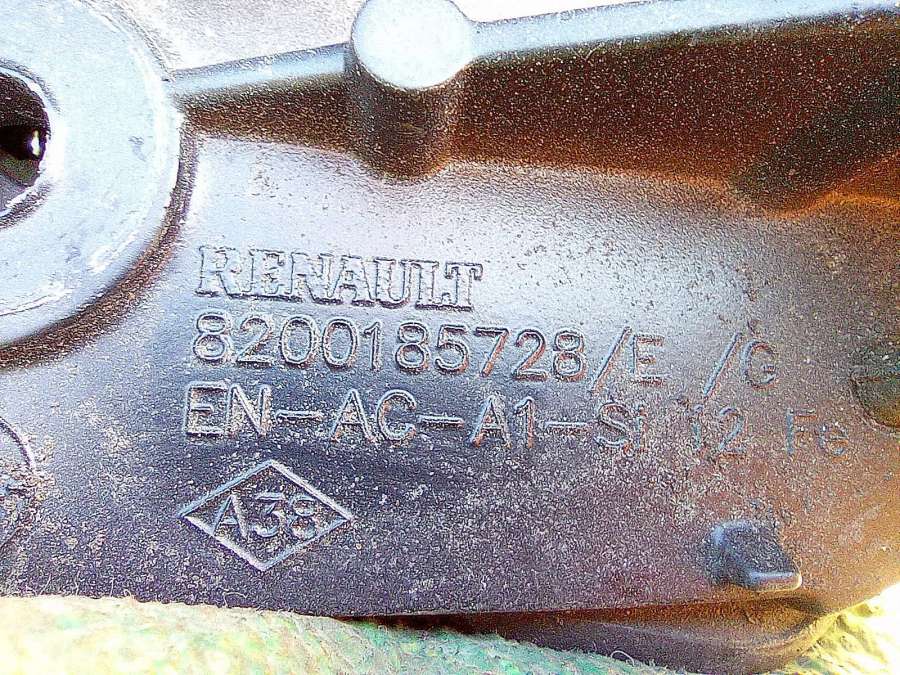 RENAULT
8200185728/E /G
EN-AC-A1-Si 12 Fe
A38